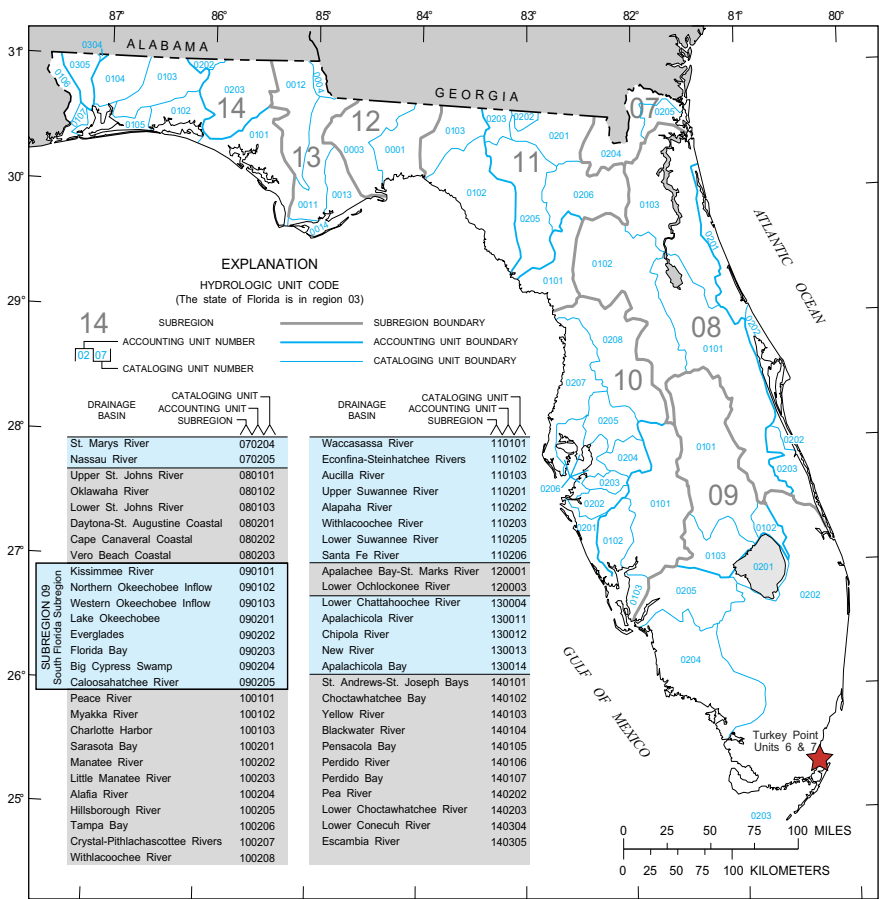 87° 86° 85° 84° 83° 82° 81° 80°
31°
30°
29°
28°
27°
26°
25°
ALABAMA
GEORGIA
ATLANTIC OCEAN
GULF OF MEXICO
0304
0305
0106
0107
0104
0103
0202
0203
0102
0105
0101
14
0012
0004
13
0011
0013
0014
12
0003
0001
0103
0203
0202
0201
11
0102
0205
0206
0101
0204
07
0205
0103
0102
0201
08
0101
0202
0202
0203
0208
0207
10
0205
0204
0206
0203
0202
0201
0102
0101
0103
0101
09
0102
0103
0201
0205
0202
0204
0203
Turkey Point
Units 6 & 7
EXPLANATION
HYDROLOGIC UNIT CODE
(The state of Florida is in region 03)
14 SUBREGION
ACCOUNTING UNIT NUMBER
02 07
CATALOGING UNIT NUMBER
SUBREGION BOUNDARY
ACCOUNTING UNIT BOUNDARY
CATALOGING UNIT BOUNDARY
CATALOGING UNIT
ACCOUNTING UNIT
SUBREGION
DRAINAGE
BASIN
St. Marys River 070204
Nassau River 070205
Upper St. Johns River 080101
Oklawaha River 080102
Lower St. Johns River 080103
Daytona-St. Augustine Coastal 080201
Cape Canaveral Coastal 080202
Vero Beach Coastal 080203
SUBREGION 09
South Florida Subregion
Kissimmee River 090101
Northern Okeechobee Inflow 090102
Western Okeechobee Inflow 090103
Lake Okeechobee 090201
Everglades 090202
Florida Bay 090203
Big Cypress Swamp 090204
Caloosahatchee River 090205
Peace River 100101
Myakka River 100102
Charlotte Harbor 100103
Sarasota Bay 100201
Manatee River 100202
Little Manatee River 100203
Alafia River 100204
Hillsborough River 100205
Tampa Bay 100206
Crystal-Pithlachascottee Rivers 100207
Withlacoochee River 100208
CATALOGING UNIT
ACCOUNTING UNIT
SUBREGION
DRAINAGE
BASIN
Waccasassa River 110101
Econfina-Steinhatchee Rivers 110102
Aucilla River 110103
Upper Suwannee River 110201
Alapaha River 110202
Withlacoochee River 110203
Lower Suwannee River 110205
Santa Fe River 110206
Apalachee Bay-St. Marks River 120001
Lower Ochlockonee River 120003
Lower Chattahoochee River 130004
Apalachicola River 130011
Chipola River 130012
New River 130013
Apalachicola Bay 130014
St. Andrews-St. Joseph Bays 140101
Choctawhatchee Bay 140102
Yellow River 140103
Blackwater River 140104
Pensacola Bay 140105
Perdido River 140106
Perdido Bay 140107
Pea River 140202
Lower Choctawhatchee River 140203
Lower Conecuh River 140304
Escambia River 140305
0 25 50 75 100 MILES
0 25 50 75 100 KILOMETERS